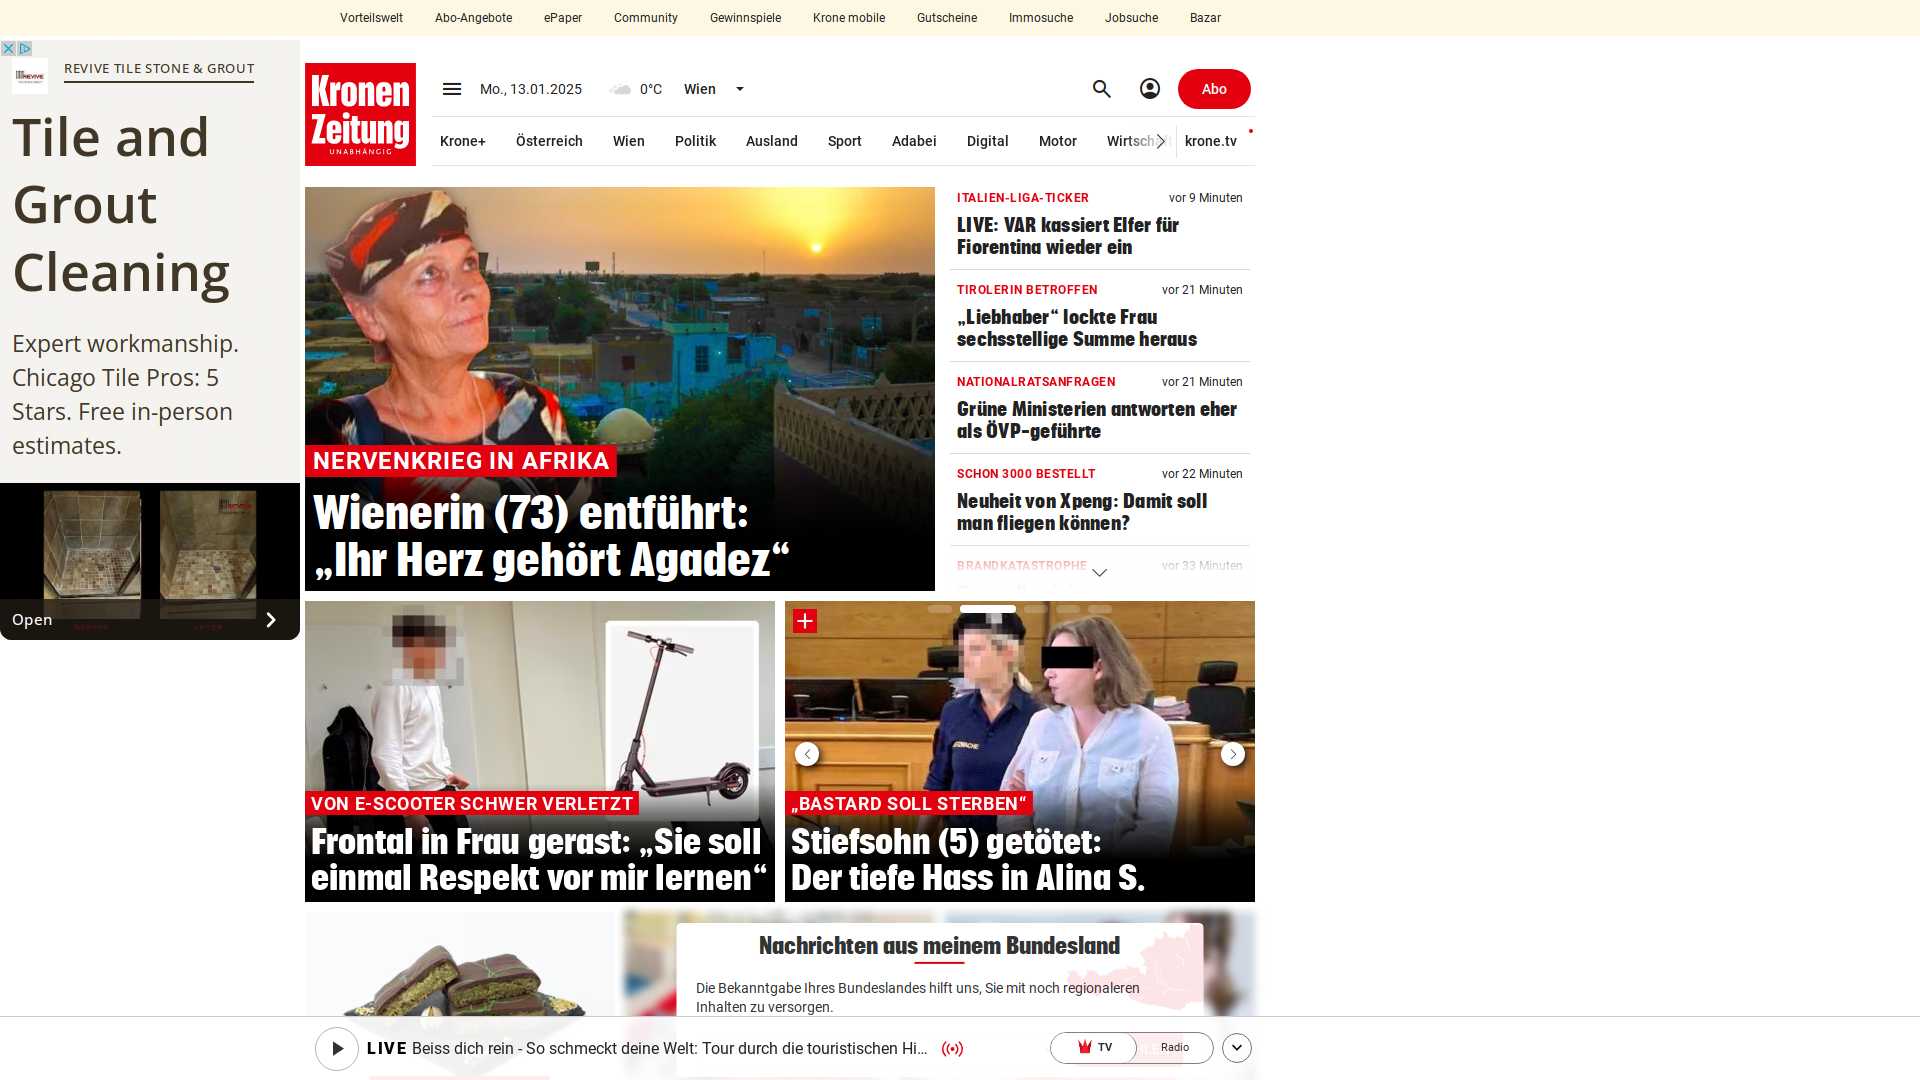 Vorteilswelt
Abo-Angebote
ePaper
Community
Gewinnspiele
Krone mobile
Gutscheine
Immosuche
Jobsuche
Bazar
REVIVE TILE STONE & GROUT
Tile and
Grout
Cleaning
Expert workmanship.
Chicago Tile Pros: 5
Stars. Free in-person
estimates.
Open
Kronen
Zeitung
UNABHÄNGIG
Mo., 13.01.2025
0°C
Wien
Abo
Krone+
Österreich
Wien
Politik
Ausland
Sport
Adabei
Digital
Motor
Wirtschaft
krone.tv
NERVENKRIEG IN AFRIKA
Wienerin (73) entführt:
„Ihr Herz gehört Agadez“
ITALIEN-LIGA-TICKER
vor 9 Minuten
LIVE: VAR kassiert Elfer für
Fiorentina wieder ein
TIROLERIN BETROFFEN
vor 21 Minuten
„Liebhaber“ lockte Frau
sechsstellige Summe heraus
NATIONALRATSANFRAGEN
vor 21 Minuten
Grüne Ministerien antworten eher
als ÖVP-geführte
SCHON 3000 BESTELLT
vor 22 Minuten
Neuheit von Xpeng: Damit soll
man fliegen können?
BRANDKATASTROPHE
vor 33 Minuten
VON E-SCOOTER SCHWER VERLETZT
Frontal in Frau gerast: „Sie soll
einmal Respekt vor mir lernen“
„BASTARD SOLL STERBEN“
Stiefsohn (5) getötet:
Der tiefe Hass in Alina S.
Nachrichten aus meinem Bundesland
Die Bekanntgabe Ihres Bundeslandes hilft uns, Sie mit noch regionaleren
Inhalten zu versorgen.
LIVE Beiss dich rein - So schmeckt deine Welt: Tour durch die touristischen Hi...
TV
Radio